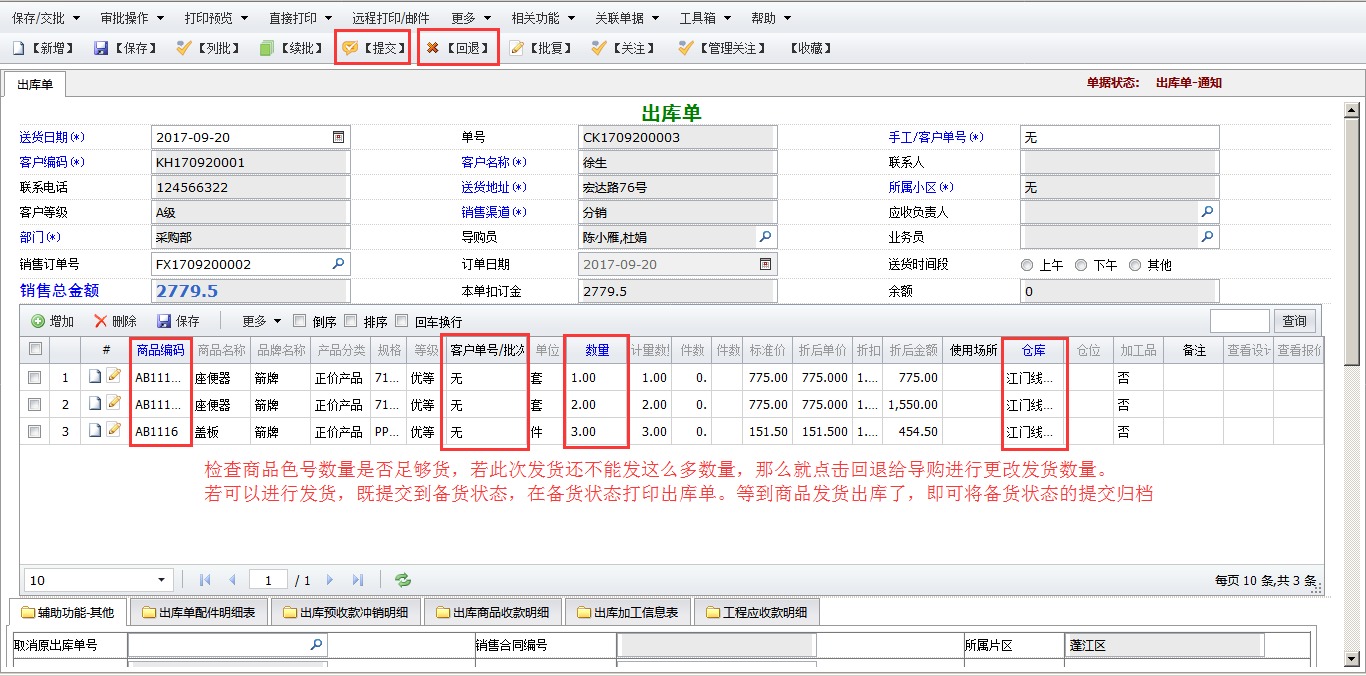 保存/交批 审批操作 打印预览 直接打印 远程打印/邮件 更多 相关功能 关联单据 工具箱 帮助
【新增】 【保存】 【列批】 【续批】 【提交】 【回退】 【批复】 【关注】 【管理关注】 【收藏】
出库单 单据状态: 出库单-通知
出库单
送货日期(*) 2017-09-20 单号 CK1709200003 手工/客户单号(*) 无
客户编码(*) KH170920001 客户名称(*) 徐生 联系人
联系电话 124566322 送货地址(*) 宏达路76号 所属小区(*) 无
客户等级 A级 销售渠道(*) 分销 应收负责人
部门(*) 采购部 导购员 陈小雁,杜娟 业务员
销售订单号 FX1709200002 订单日期 2017-09-20 送货时间段 上午 下午 其他
销售总金额 2779.5 本单扣订金 2779.5 余额 0
增加 删除 保存 更多 倒序 排序 回车换行 查询
# 商品编码 商品名称 品牌名称 产品分类 规格 等级 客户单号/批次 单位 数量 计量数 件数 件数 标准价 折后单价 折扣 折后金额 使用场所 仓库 仓位 加工品 备注 查看设计 查看报价
1 AB111... 座便器 箭牌 正价产品 71... 优等 无 套 1.00 1.00 0. 775.00 775.000 1.... 775.00 江门线... 否
2 AB111... 座便器 箭牌 正价产品 71... 优等 无 套 2.00 2.00 0. 775.00 775.000 1.... 1,550.00 江门线... 否
3 AB1116 盖板 箭牌 正价产品 PP... 优等 无 件 3.00 3.00 0. 151.50 151.500 1.... 454.50 江门线... 否
检查商品色号数量是否足够货，若此次发货还不能发这么多数量，那么就点击回退给导购进行更改发货数量。
若可以进行发货，既提交到备货状态，在备货状态打印出库单。等到商品发货出库了，即可将备货状态的提交归档
10 1 / 1 每页 10 条,共 3 条
辅助功能-其他 出库单配件明细表 出库预收款冲销明细 出库商品收款明细 出库加工信息表 工程应收款明细
取消原出库单号 销售合同编号 所属片区 蓬江区